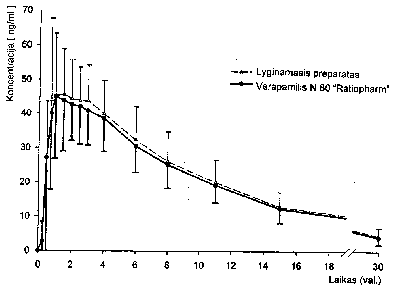 Koncentracija [ ng/ml ]
70
60
50
40
30
20
10
0
Lyginamasis preparatas
Verapamilis N 80 "Ratiopharm"
0 2 4 6 8 10 12 14 16 18 30
Laikas (val.)